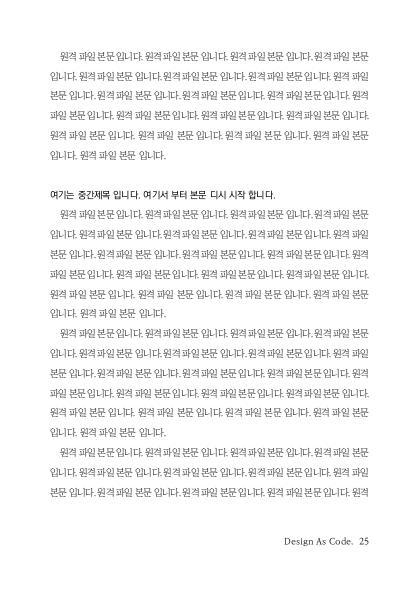 원격 파일 본문 입니다. 원격 파일 본문 입니다. 원격 파일 본문 입니다. 원격 파일 본문
입니다. 원격 파일 본문 입니다. 원격 파일 본문 입니다. 원격 파일 본문 입니다. 원격 파일
본문 입니다. 원격 파일 본문 입니다. 원격 파일 본문 입니다. 원격 파일 본문 입니다. 원격
파일 본문 입니다. 원격 파일 본문 입니다. 원격 파일 본문 입니다. 원격 파일 본문 입니다.
원격 파일 본문 입니다. 원격 파일 본문 입니다. 원격 파일 본문 입니다. 원격 파일 본문
입니다. 원격 파일 본문 입니다.
여기는 중간제목 입니다. 여기서 부터 본문 디시 시작 합니다.
원격 파일 본문 입니다. 원격 파일 본문 입니다. 원격 파일 본문 입니다. 원격 파일 본문
입니다. 원격 파일 본문 입니다. 원격 파일 본문 입니다. 원격 파일 본문 입니다. 원격 파일
본문 입니다. 원격 파일 본문 입니다. 원격 파일 본문 입니다. 원격 파일 본문 입니다. 원격
파일 본문 입니다. 원격 파일 본문 입니다. 원격 파일 본문 입니다. 원격 파일 본문 입니다.
원격 파일 본문 입니다. 원격 파일 본문 입니다. 원격 파일 본문 입니다. 원격 파일 본문
입니다. 원격 파일 본문 입니다.
원격 파일 본문 입니다. 원격 파일 본문 입니다. 원격 파일 본문 입니다. 원격 파일 본문
입니다. 원격 파일 본문 입니다. 원격 파일 본문 입니다. 원격 파일 본문 입니다. 원격 파일
본문 입니다. 원격 파일 본문 입니다. 원격 파일 본문 입니다. 원격 파일 본문 입니다. 원격
파일 본문 입니다. 원격 파일 본문 입니다. 원격 파일 본문 입니다. 원격 파일 본문 입니다.
원격 파일 본문 입니다. 원격 파일 본문 입니다. 원격 파일 본문 입니다. 원격 파일 본문
입니다. 원격 파일 본문 입니다.
원격 파일 본문 입니다. 원격 파일 본문 입니다. 원격 파일 본문 입니다. 원격 파일 본문
입니다. 원격 파일 본문 입니다. 원격 파일 본문 입니다. 원격 파일 본문 입니다. 원격 파일
본문 입니다. 원격 파일 본문 입니다. 원격 파일 본문 입니다. 원격 파일 본문 입니다. 원격
Design As Code. 25